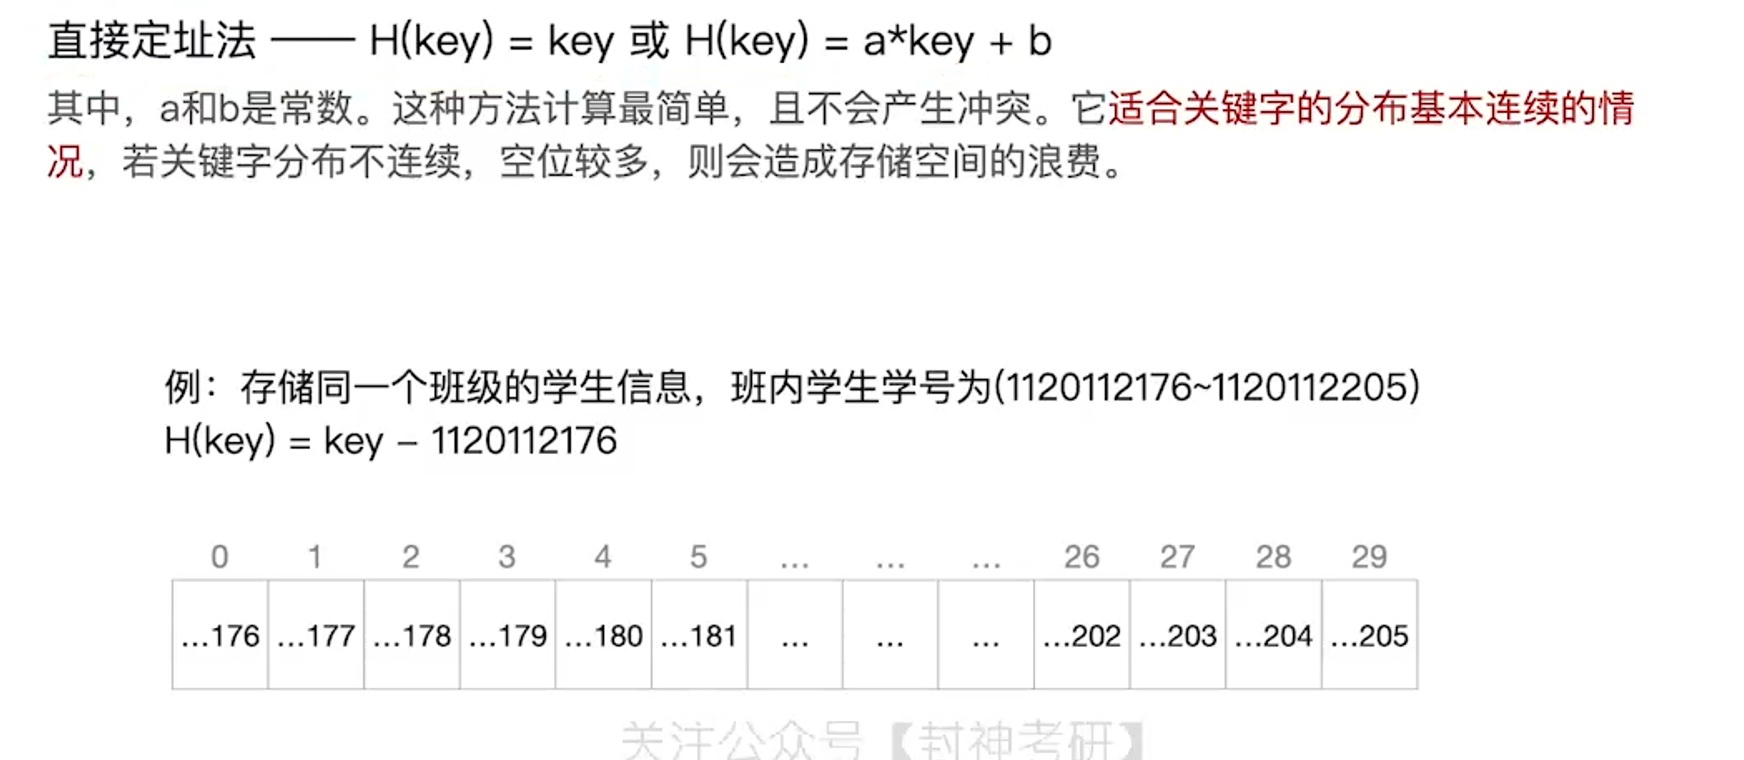 直接定址法 —— H(key) = key 或 H(key) = a*key + b
其中，a和b是常数。这种方法计算最简单，且不会产生冲突。它适合关键字的分布基本连续的情
况，若关键字分布不连续，空位较多，则会造成存储空间的浪费。
例：存储同一个班级的学生信息，班内学生学号为(1120112176~1120112205)
H(key) = key – 1120112176
0 1 2 3 4 5 ... ... ... 26 27 28 29
...176 ...177 ...178 ...179 ...180 ...181 ... ... ... ...202 ...203 ...204 ...205
关注公众号【封神考研】